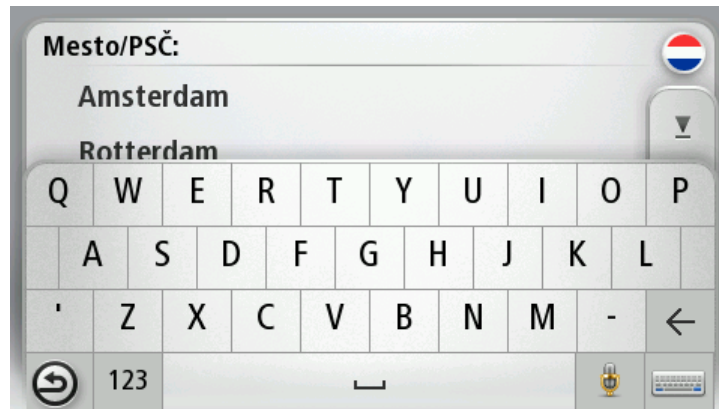 Mesto/PSČ:
Amsterdam
Rotterdam
Q W E R T Y U I O P
A S D F G H J K L
' Z X C V B N M -
123